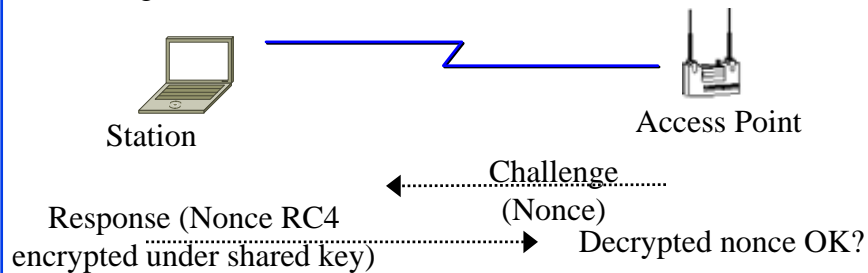 Station
Access Point
Challenge
(Nonce)
Response (Nonce RC4
encrypted under shared key)
Decrypted nonce OK?